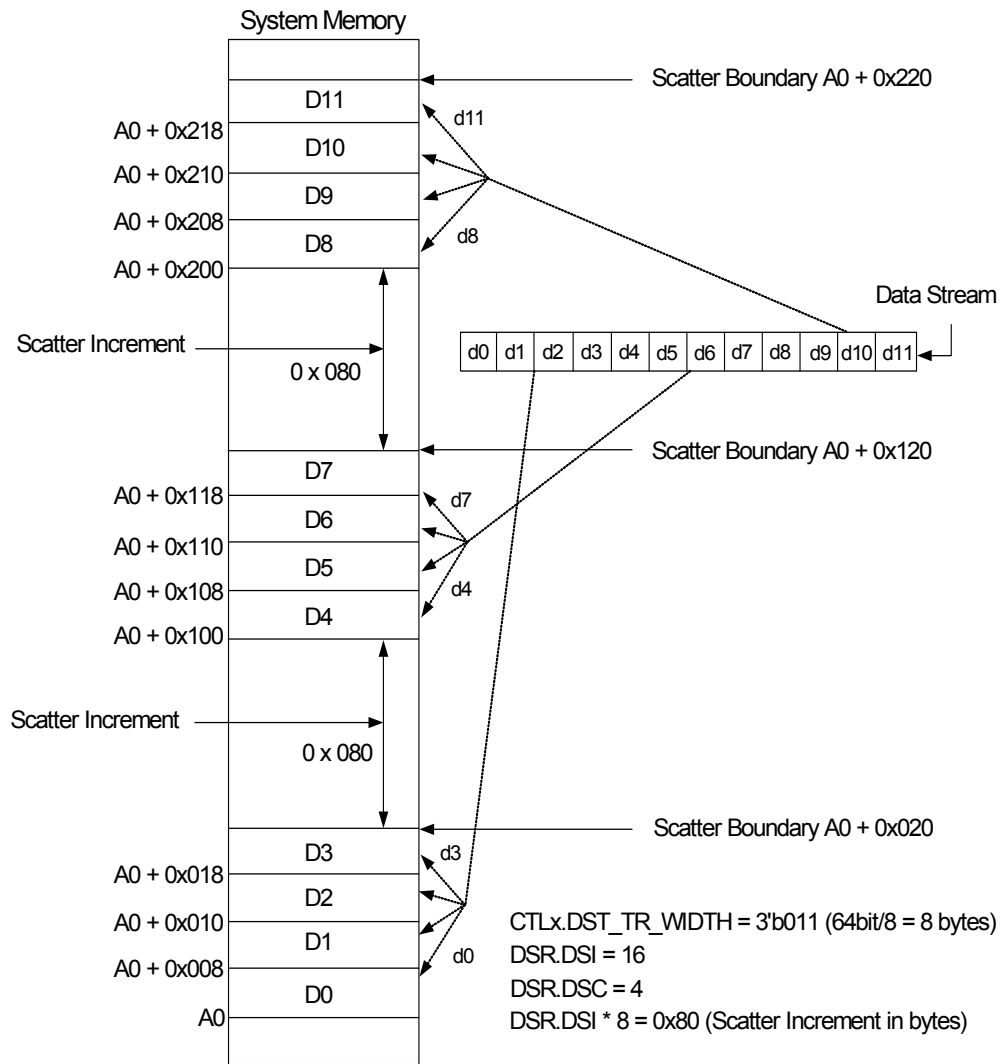 System Memory
Scatter Boundary A0 + 0x220
D11
d11
A0 + 0x218
D10
A0 + 0x210
D9
A0 + 0x208
D8
d8
A0 + 0x200
Data Stream
Scatter Increment
0 x 080
d0 d1 d2 d3 d4 d5 d6 d7 d8 d9 d10 d11
Scatter Boundary A0 + 0x120
D7
A0 + 0x118
d7
D6
A0 + 0x110
D5
A0 + 0x108
d4
D4
A0 + 0x100
Scatter Increment
0 x 080
Scatter Boundary A0 + 0x020
D3
d3
A0 + 0x018
D2
A0 + 0x010
D1
d0
A0 + 0x008
D0
A0
CTLx.DST_TR_WIDTH = 3'b011 (64bit/8 = 8 bytes)
DSR.DSI = 16
DSR.DSC = 4
DSR.DSI * 8 = 0x80 (Scatter Increment in bytes)